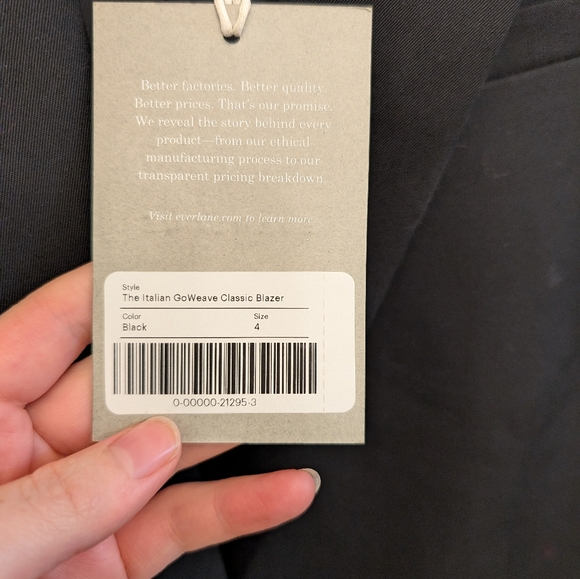 Better factories. Better quality.
Better prices. That's our promise.
We reveal the story behind every
product—from our ethical
manufacturing process to our
transparent pricing breakdown.
Visit everlane.com to learn more.
Style
The Italian GoWeave Classic Blazer
Color Size
Black 4
0-00000-21295-3